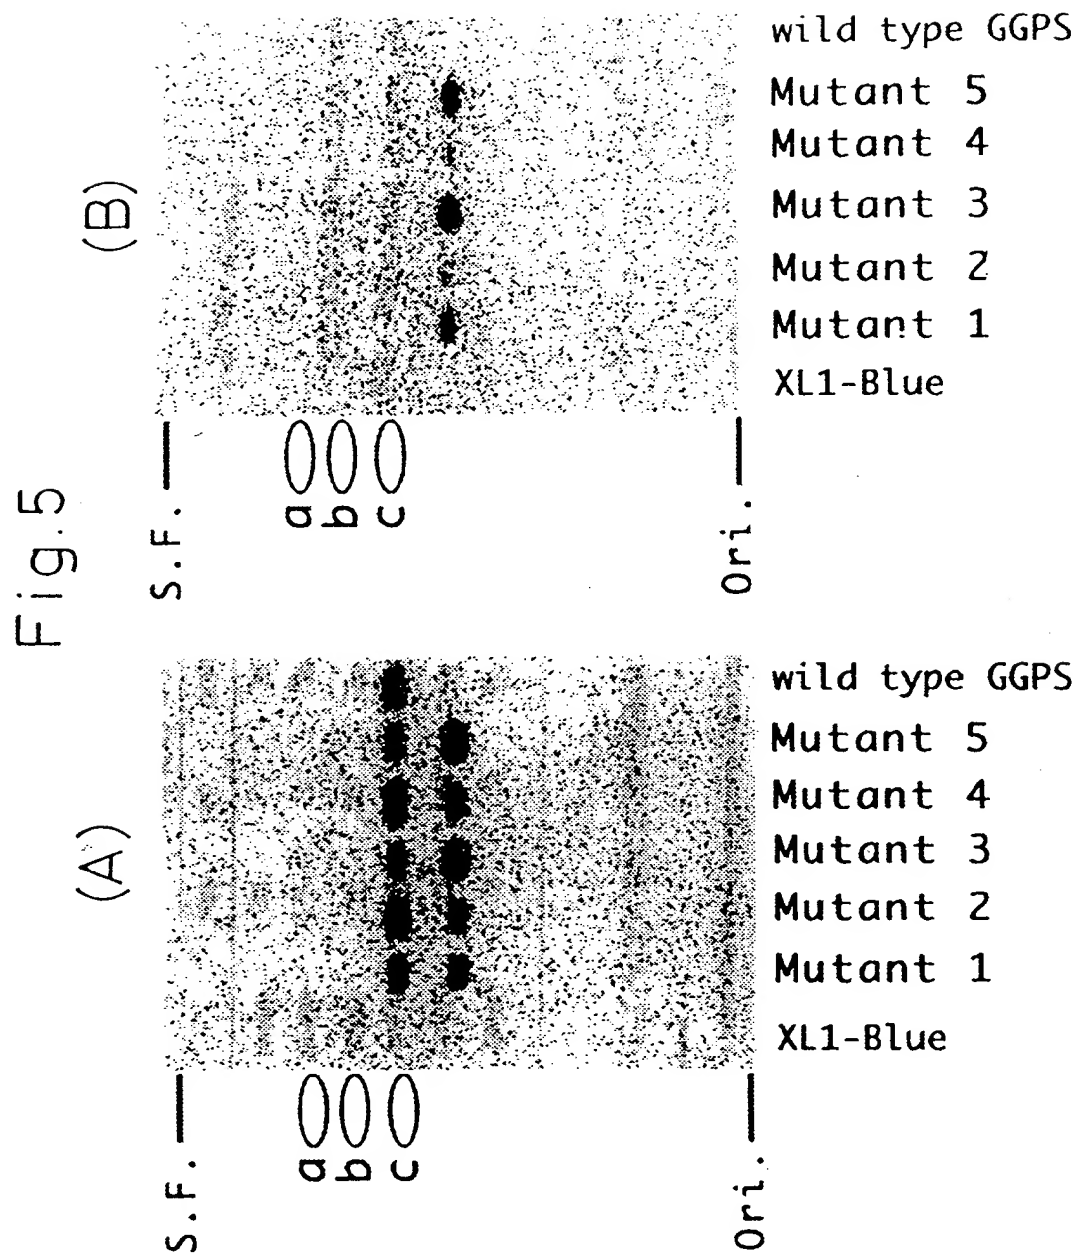 Fig.5
(A)
S.F.
a
b
c
Ori.
XL1-Blue
Mutant 1
Mutant 2
Mutant 3
Mutant 4
Mutant 5
wild type GGPS
(B)
S.F.
a
b
c
Ori.
XL1-Blue
Mutant 1
Mutant 2
Mutant 3
Mutant 4
Mutant 5
wild type GGPS